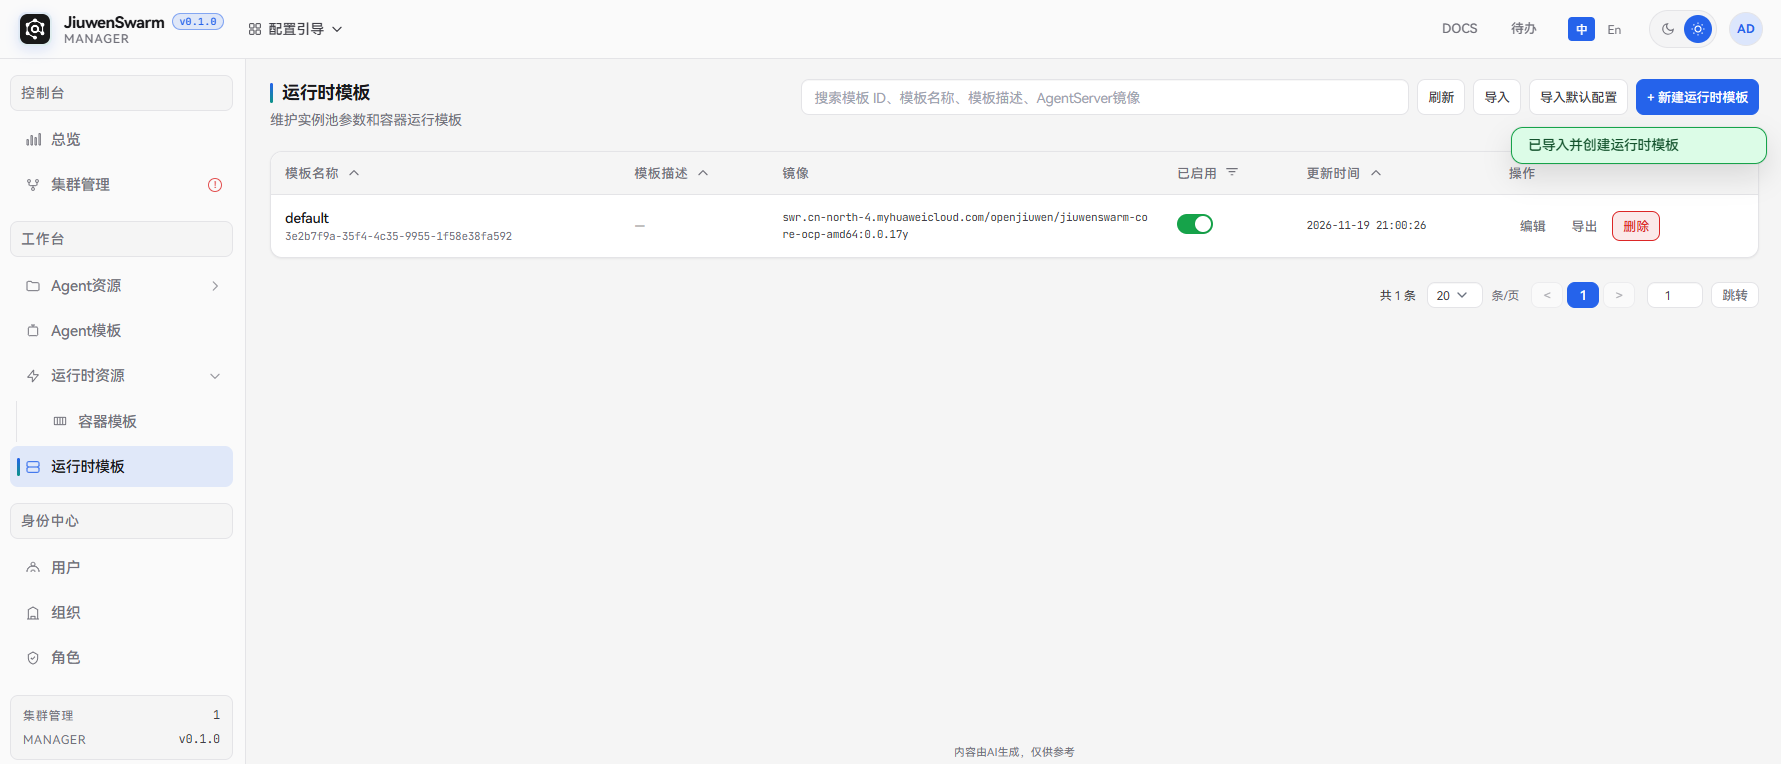 JiuwenSwarm v0.1.0
MANAGER
配置引导
DOCS 待办 中 En AD
控制台
总览
集群管理
工作台
Agent资源
Agent模板
运行时资源
容器模板
运行时模板
身份中心
用户
组织
角色
集群管理 1
MANAGER v0.1.0
运行时模板
维护实例池参数和容器运行模板
搜索模板 ID、模板名称、模板描述、AgentServer镜像 刷新 导入 导入默认配置 + 新建运行时模板
已导入并创建运行时模板
模板名称 模板描述 镜像 已启用 更新时间 操作
default
3e2b7f9a-35f4-4c35-9955-1f58e38fa592
—
swr.cn-north-4.myhuaweicloud.com/openjiuwen/jiuwenswarm-co
re-ocp-amd64:0.0.17y
2026-11-19 21:00:26
编辑 导出 删除
共 1 条 20 条/页 < 1 > 1 跳转
内容由AI生成，仅供参考